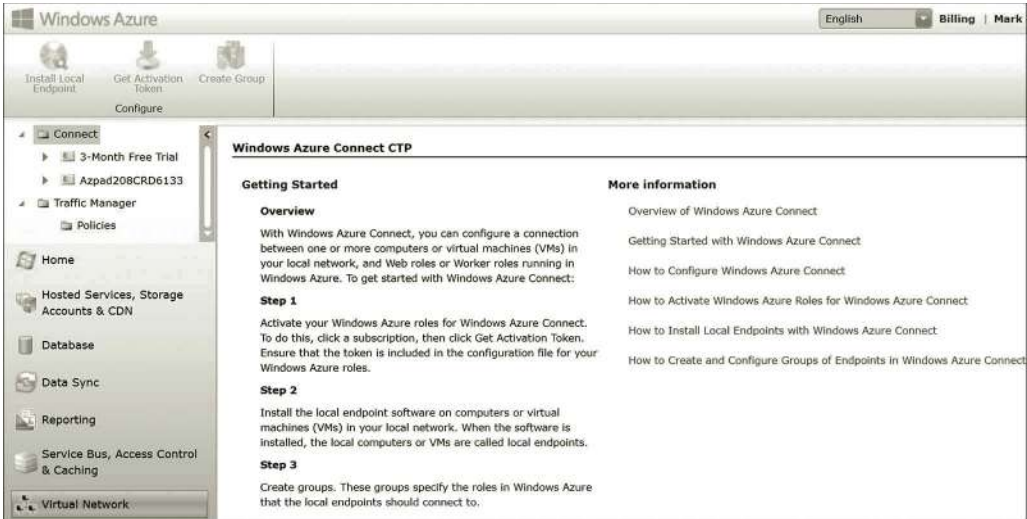 Windows Azure
English
Billing | Mark
Install Local
Endpoint
Get Activation
Token
Create Group
Configure
Connect
3-Month Free Trial
Azpad208CRD6133
Traffic Manager
Policies
Home
Hosted Services, Storage
Accounts & CDN
Database
Data Sync
Reporting
Service Bus, Access Control
& Caching
Virtual Network
Windows Azure Connect CTP
Getting Started
Overview
With Windows Azure Connect, you can configure a connection
between one or more computers or virtual machines (VMs) in
your local network, and Web roles or Worker roles running in
Windows Azure. To get started with Windows Azure Connect:
Step 1
Activate your Windows Azure roles for Windows Azure Connect.
To do this, click a subscription, then click Get Activation Token.
Ensure that the token is included in the configuration file for your
Windows Azure roles.
Step 2
Install the local endpoint software on computers or virtual
machines (VMs) in your local network. When the software is
installed, the local computers or VMs are called local endpoints.
Step 3
Create groups. These groups specify the roles in Windows Azure
that the local endpoints should connect to.
More information
Overview of Windows Azure Connect
Getting Started with Windows Azure Connect
How to Configure Windows Azure Connect
How to Activate Windows Azure Roles for Windows Azure Connect
How to Install Local Endpoints with Windows Azure Connect
How to Create and Configure Groups of Endpoints in Windows Azure Connect